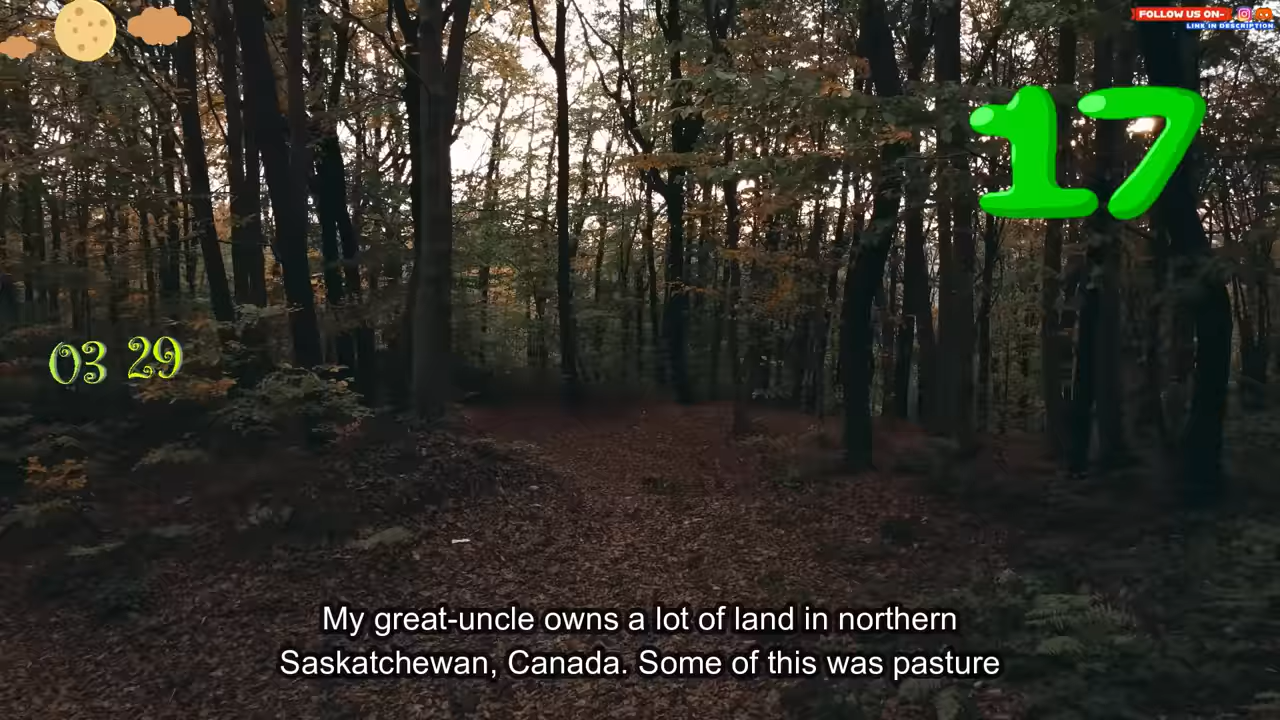 FOLLOW US ON-
LINK IN DESCRIPTION
17
03 29
My great-uncle owns a lot of land in northern
Saskatchewan, Canada. Some of this was pasture